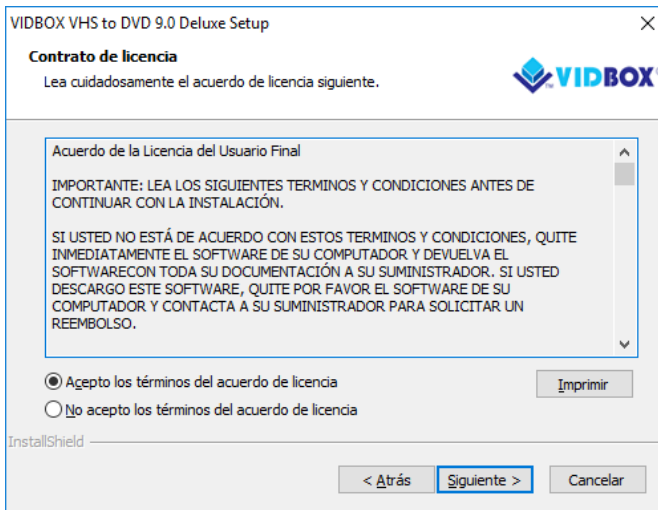 VIDBOX VHS to DVD 9.0 Deluxe Setup
Contrato de licencia
Lea cuidadosamente el acuerdo de licencia siguiente.
VIDBOX
Acuerdo de la Licencia del Usuario Final
IMPORTANTE: LEA LOS SIGUIENTES TERMINOS Y CONDICIONES ANTES DE
CONTINUAR CON LA INSTALACIÓN.
SI USTED NO ESTÁ DE ACUERDO CON ESTOS TERMINOS Y CONDICIONES, QUITE
INMEDIATAMENTE EL SOFTWARE DE SU COMPUTADOR Y DEVUELVA EL
SOFTWARECON TODA SU DOCUMENTACIÓN A SU SUMINISTRADOR. SI USTED
DESCARGO ESTE SOFTWARE, QUITE POR FAVOR EL SOFTWARE DE SU
COMPUTADOR Y CONTACTA A SU SUMINISTRADOR PARA SOLICITAR UN
REEMBOLSO.
Acepto los términos del acuerdo de licencia
Imprimir
No acepto los términos del acuerdo de licencia
InstallShield
< Atrás
Siguiente >
Cancelar